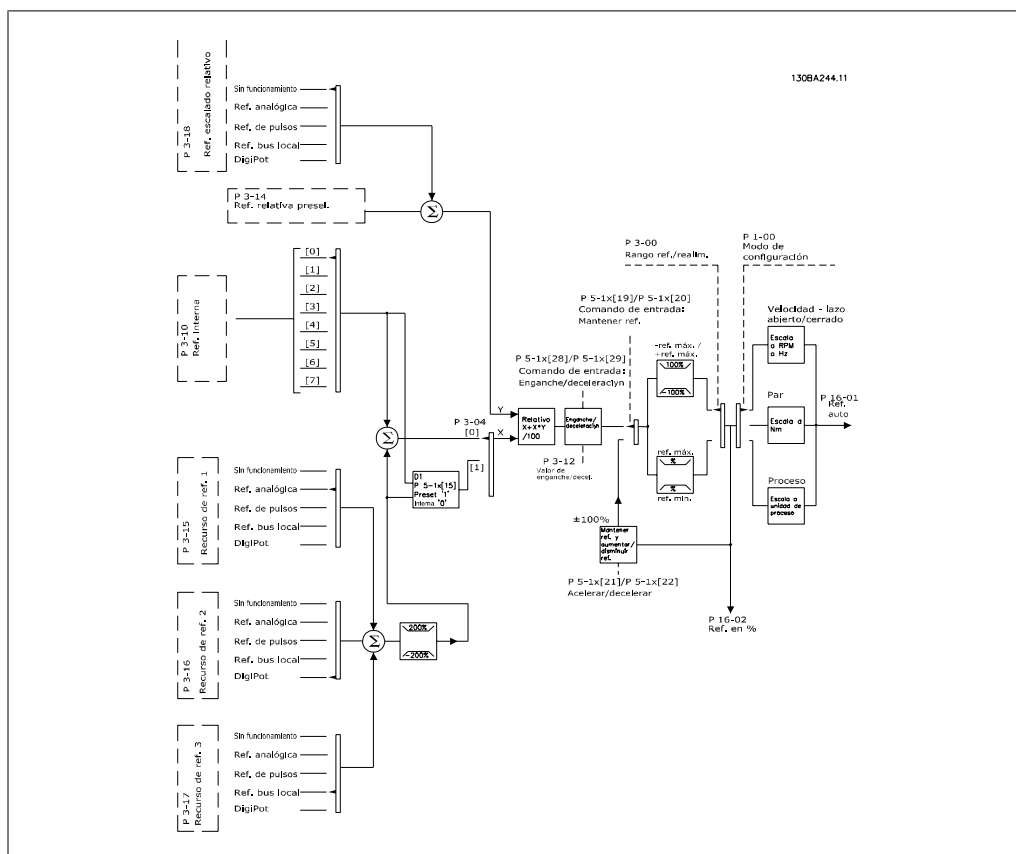 130BA244.11
P 3-18
Ref. escalado relativo
Sin funcionamiento
Ref. analógica
Ref. de pulsos
Ref. bus local
DigiPot
P 3-14
Ref. relativa presel.
Σ
P 3-10
Ref. Interna
[0]
[1]
[2]
[3]
[4]
[5]
[6]
[7]
Σ
P 3-04
[0]
[1]
Y
X
D1
P 5-1x[15]
Preset '1'
Interna '0'
Relativo
X+X*Y
/100
P 5-1x[28]/P 5-1x[29]
Comando de entrada:
Enganche/deceleracıyn
Enganche/
deceleracıyn
P 3-12
Valor de
enganche/decel.
P 5-1x[19]/P 5-1x[20]
Comando de entrada:
Mantener ref.
P 3-00
Rango ref./realim.
P 1-00
Modo de
configuración
-ref. máx. /
+ref. máx.
100%
-100%
ref. máx.
%
%
ref. mín.
Velocidad - lazo
abierto/cerrado
Escala
a RPM
o Hz
Par
Escala a
Nm
Proceso
Escala a
unidad de
proceso
P 16-01
Ref.
auto
±100%
Mantener
ref. y
aumentar/
disminuir
ref.
P 5-1x[21]/P 5-1x[22]
Acelerar/decelerar
P 16-02
Ref. en %
P 3-15
Recurso de ref. 1
Sin funcionamiento
Ref. analógica
Ref. de pulsos
Ref. bus local
DigiPot
P 3-16
Recurso de ref. 2
Sin funcionamiento
Ref. analógica
Ref. de pulsos
Ref. bus local
DigiPot
Σ
200%
-200%
P 3-17
Recurso de ref. 3
Sin funcionamiento
Ref. analógica
Ref. de pulsos
Ref. bus local
DigiPot